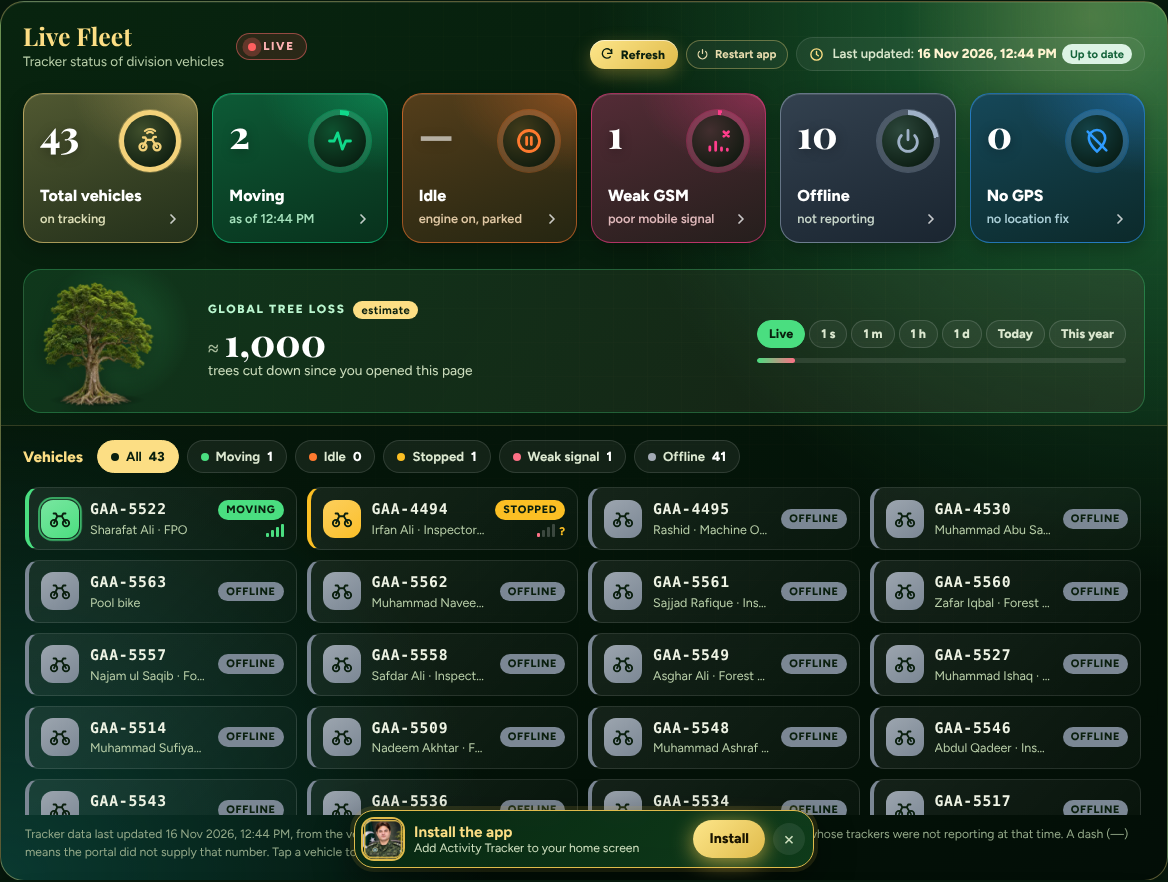 Live Fleet
LIVE
Tracker status of division vehicles
Refresh
Restart app
Last updated: 16 Nov 2026, 12:44 PM Up to date
43
Total vehicles
on tracking
2
Moving
as of 12:44 PM
—
Idle
engine on, parked
1
Weak GSM
poor mobile signal
10
Offline
not reporting
0
No GPS
no location fix
GLOBAL TREE LOSS estimate
≈ 1,000
trees cut down since you opened this page
Live 1 s 1 m 1 h 1 d Today This year
Vehicles All 43 Moving 1 Idle 0 Stopped 1 Weak signal 1 Offline 41
GAA-5522
MOVING
Sharafat Ali · FPO
GAA-4494
STOPPED
Irfan Ali · Inspector... ?
GAA-4495
OFFLINE
Rashid · Machine O...
GAA-4530
OFFLINE
Muhammad Abu Sa...
GAA-5563
OFFLINE
Pool bike
GAA-5562
OFFLINE
Muhammad Navee...
GAA-5561
OFFLINE
Sajjad Rafique · Ins...
GAA-5560
OFFLINE
Zafar Iqbal · Forest ...
GAA-5557
OFFLINE
Najam ul Saqib · Fo...
GAA-5558
OFFLINE
Safdar Ali · Inspect...
GAA-5549
OFFLINE
Asghar Ali · Forest ...
GAA-5527
OFFLINE
Muhammad Ishaq · ...
GAA-5514
OFFLINE
Muhammad Sufiya...
GAA-5509
OFFLINE
Nadeem Akhtar · F...
GAA-5548
OFFLINE
Muhammad Ashraf ...
GAA-5546
OFFLINE
Abdul Qadeer · Ins...
GAA-5543
OFFLINE
GAA-5536
OFFLINE
GAA-5534
OFFLINE
GAA-5517
OFFLINE
Tracker data last updated 16 Nov 2026, 12:44 PM, from the
whose trackers were not reporting at that time. A dash (—)
means the portal did not supply that number. Tap a vehicle to
Install the app
Add Activity Tracker to your home screen
Install